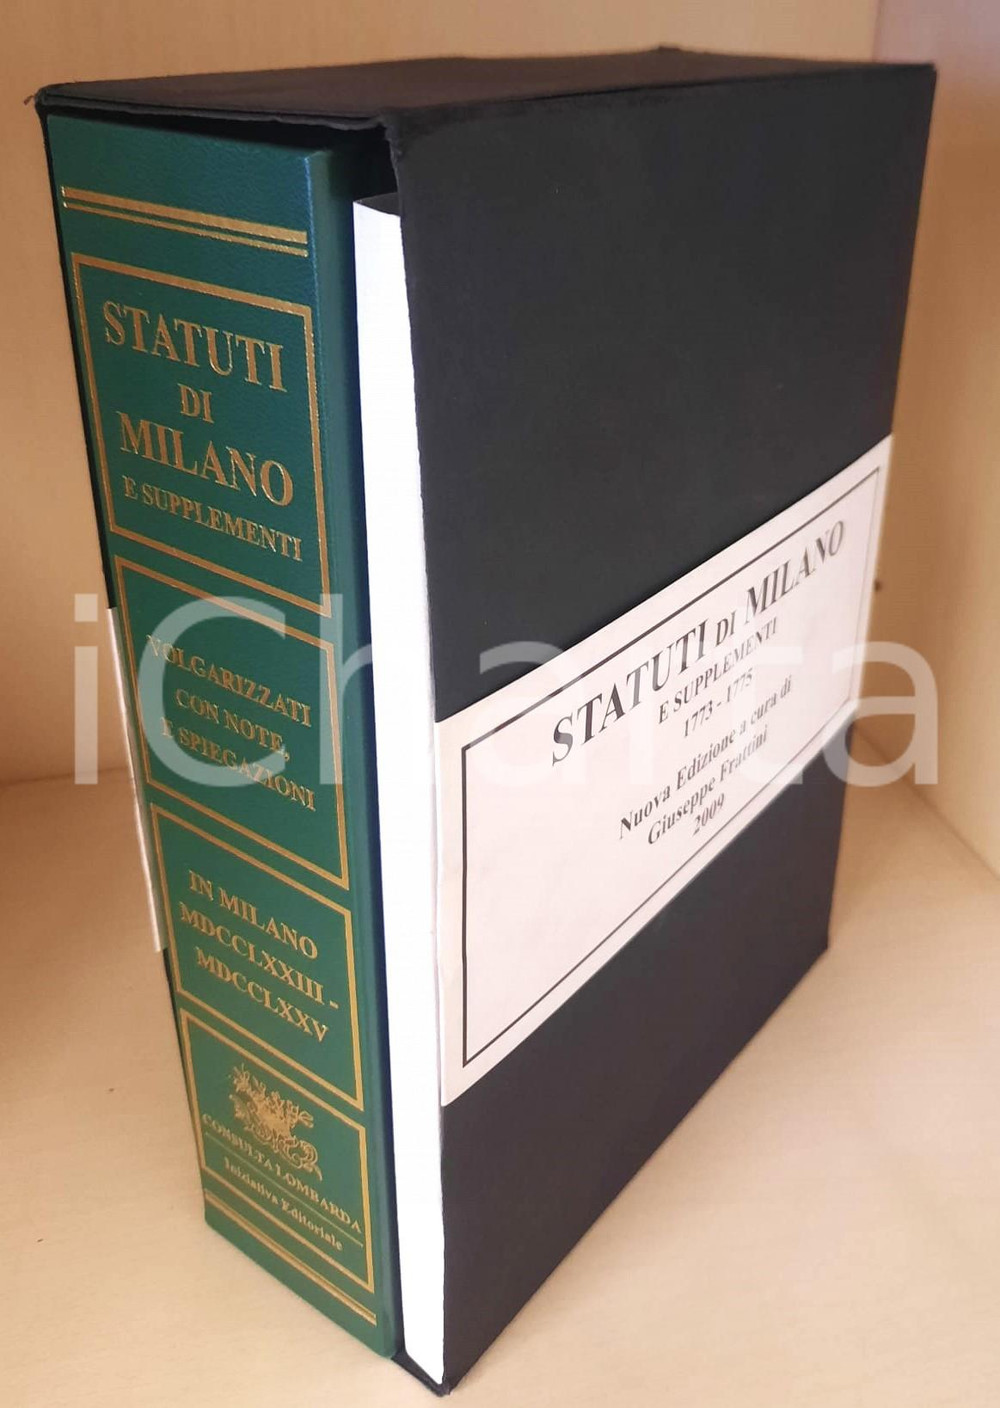 STATUTI
DI
MILANO
E SUPPLEMENTI
VOLGARIZZATI
CON NOTE,
E SPIEGAZIONI
IN MILANO
MDCCLXXIII -
MDCCLXXV
CONSULTA LOMBARDA
Iniziativa Editoriale
STATUTI DI MILANO
E SUPPLEMENTI
1773 - 1775
Nuova Edizione a cura di
Giuseppe Frattini
2009
iCharta